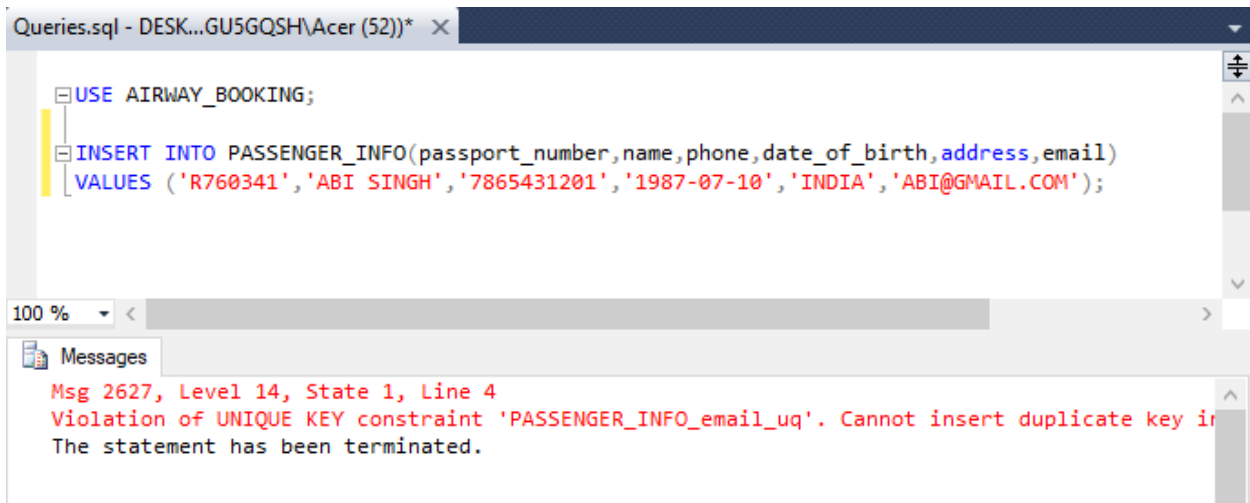 Queries.sql - DESK...GU5GQSH\Acer (52))*
USE AIRWAY_BOOKING;
INSERT INTO PASSENGER_INFO(passport_number,name,phone,date_of_birth,address,email)
VALUES ('R760341','ABI SINGH','7865431201','1987-07-10','INDIA','ABI@GMAIL.COM');
100 %
Messages
Msg 2627, Level 14, State 1, Line 4
Violation of UNIQUE KEY constraint 'PASSENGER_INFO_email_uq'. Cannot insert duplicate key
The statement has been terminated.